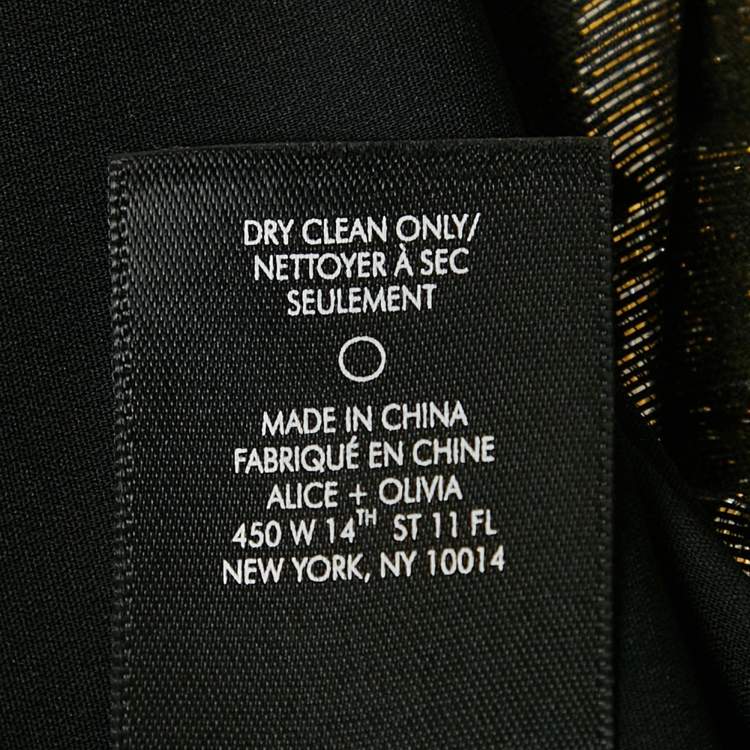 DRY CLEAN ONLY/
NETTOYER À SEC
SEULEMENT
MADE IN CHINA
FABRIQUÉ EN CHINE
ALICE + OLIVIA
450 W 14TH ST 11 FL
NEW YORK, NY 10014